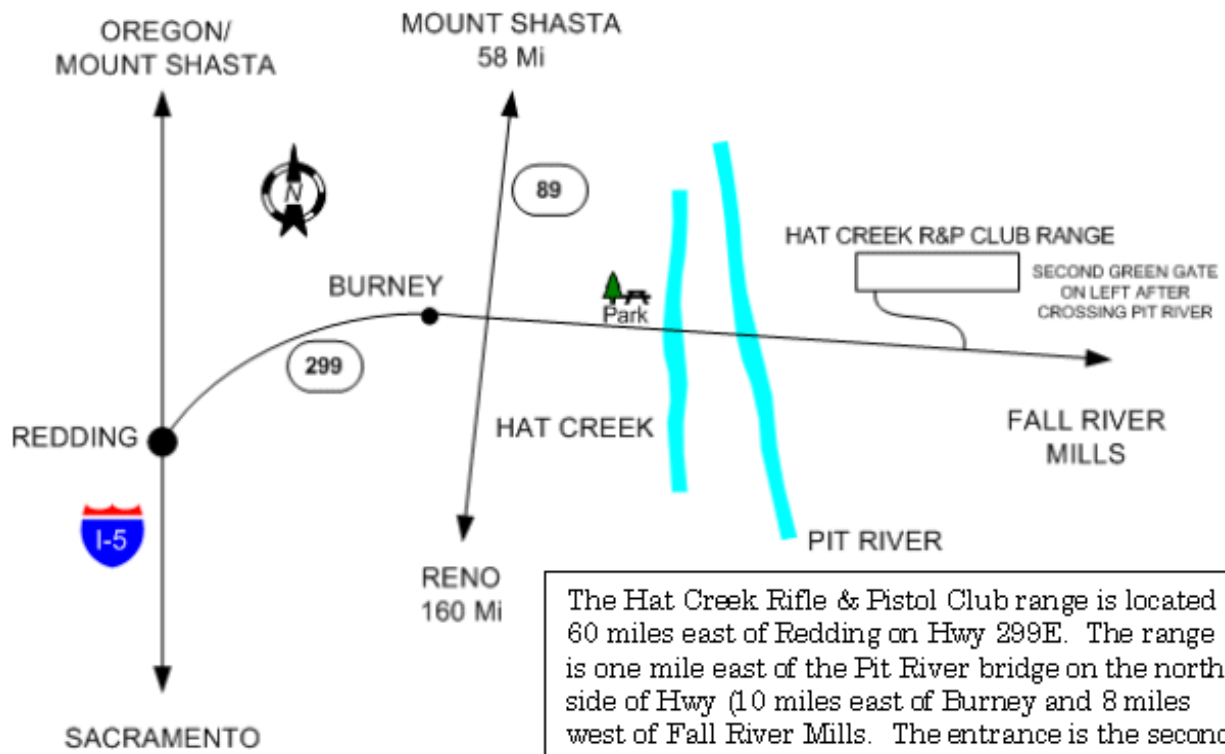 OREGON/
MOUNT SHASTA
MOUNT SHASTA
58 Mi
N
89
HAT CREEK R&P CLUB RANGE
SECOND GREEN GATE
ON LEFT AFTER
CROSSING PIT RIVER
BURNEY
Park
299
REDDING
HAT CREEK
FALL RIVER
MILLS
I-5
PIT RIVER
RENO
160 Mi
SACRAMENTO
The Hat Creek Rifle & Pistol Club range is located
60 miles east of Redding on Hwy 299E. The range
is one mile east of the Pit River bridge on the north
side of Hwy (10 miles east of Burney and 8 miles
west of Fall River Mills. The entrance is the second